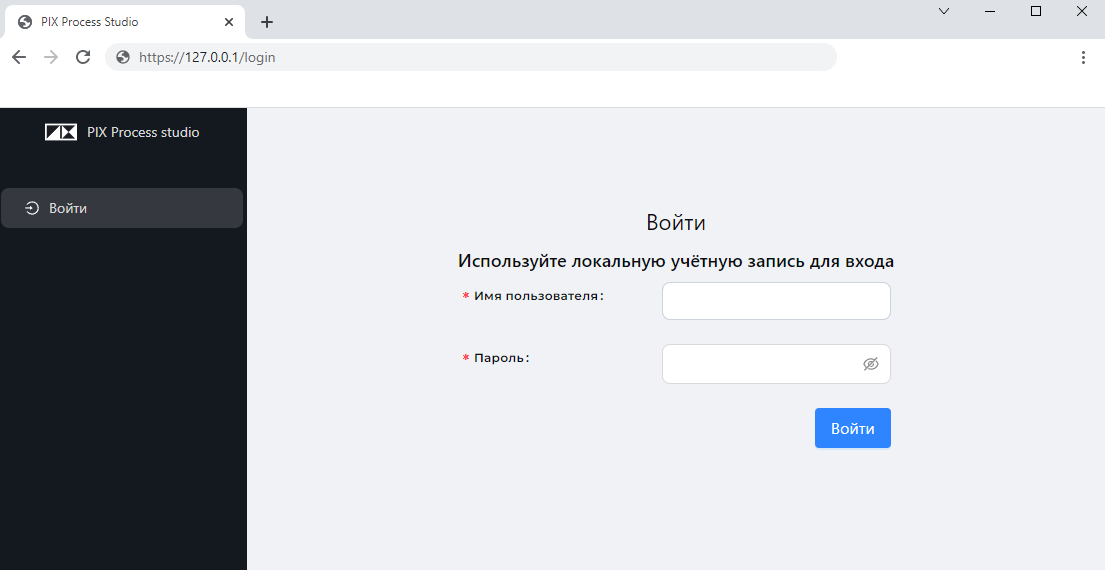 PIX Process Studio
https://127.0.0.1/login
PIX Process studio
Войти
Войти
Используйте локальную учётную запись для входа
* Имя пользователя:
* Пароль:
Войти